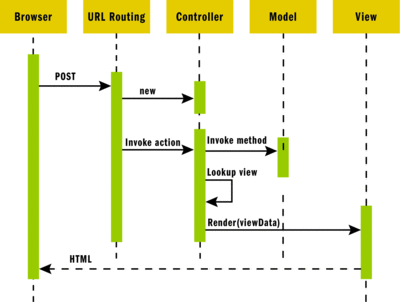 Browser
URL Routing
Controller
Model
View
POST
new
Invoke action
Invoke method
Lookup view
Render(viewData)
HTML